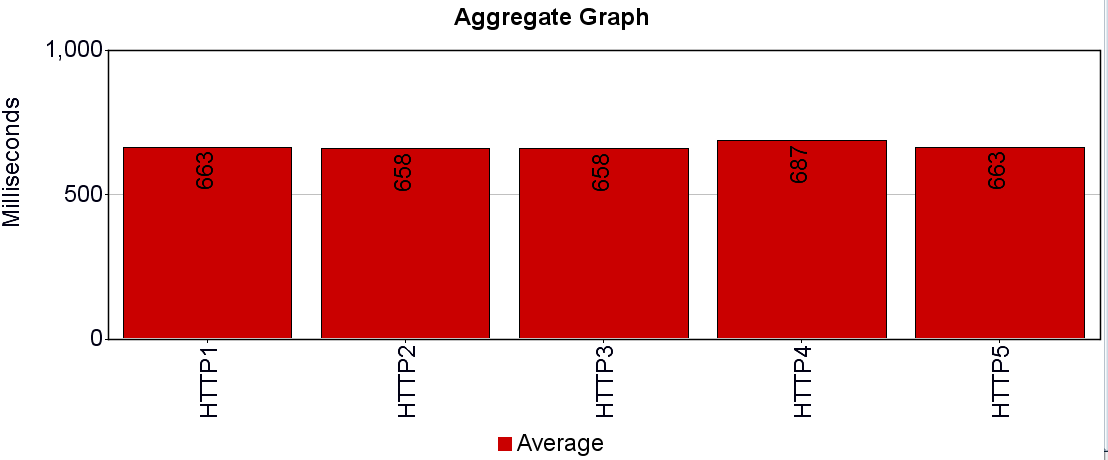 Aggregate Graph
Milliseconds
1,000
500
0
663
658
658
687
663
HTTP1
HTTP2
HTTP3
HTTP4
HTTP5
Average